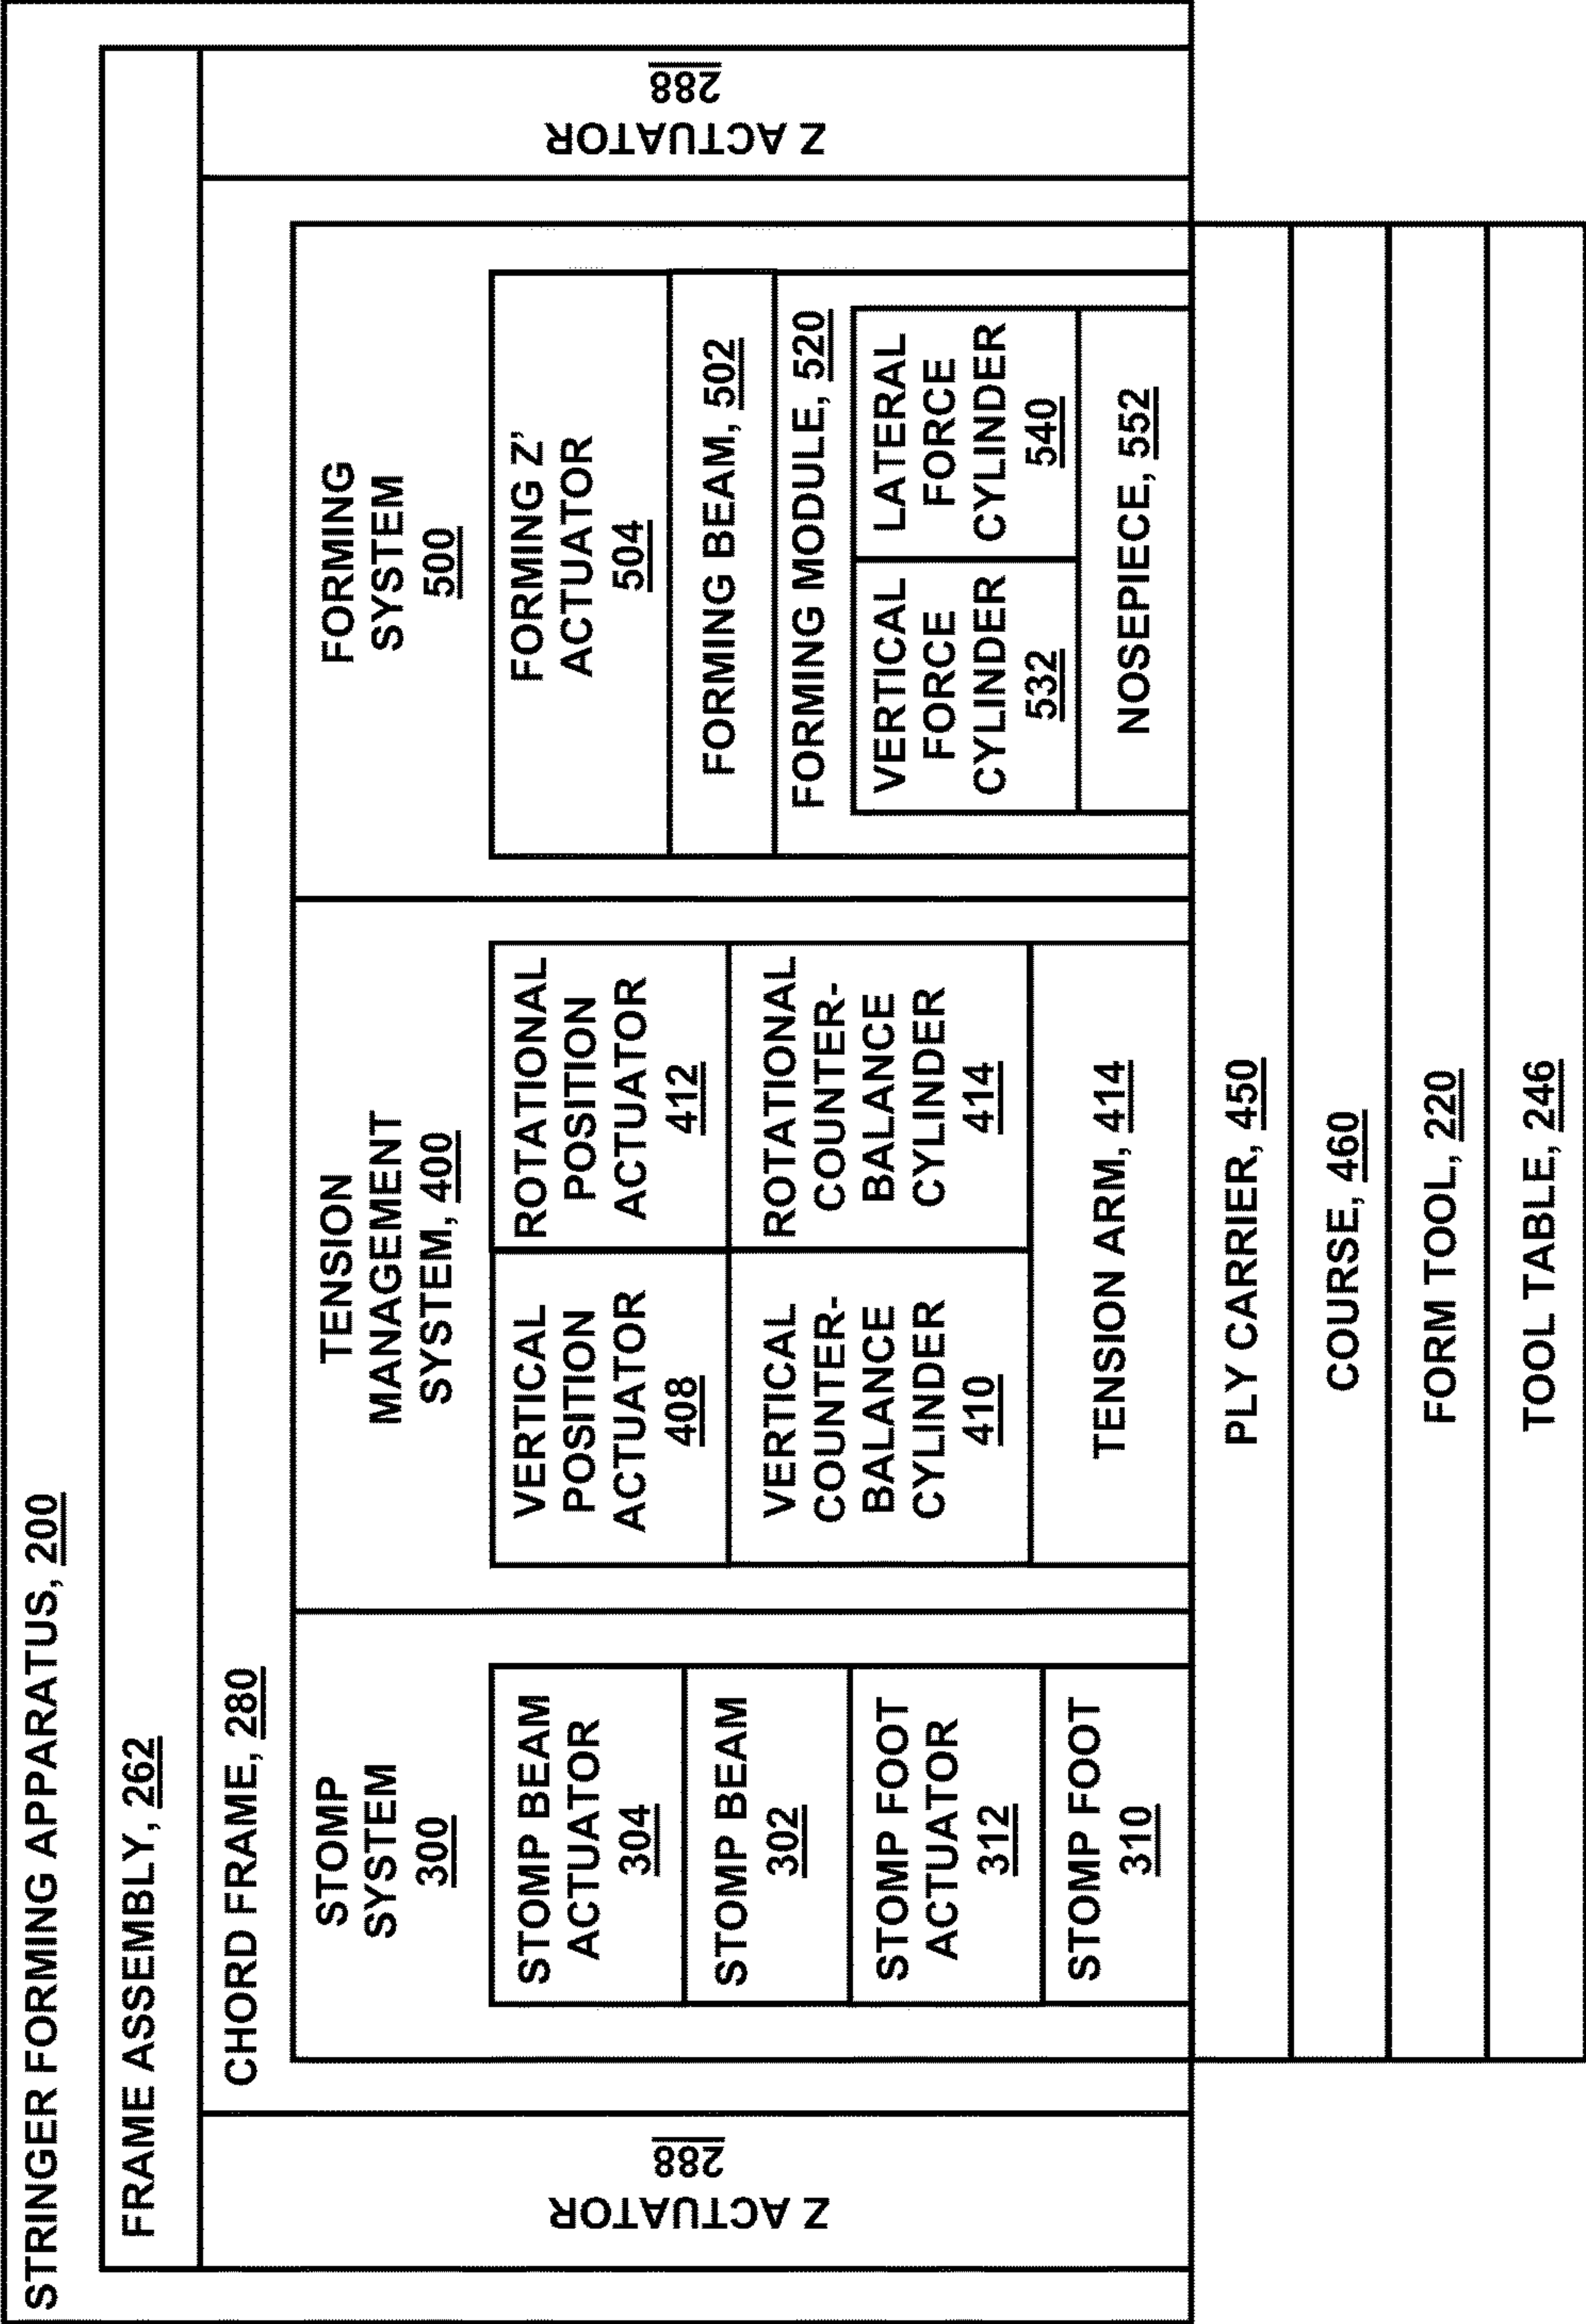 STRINGER FORMING APPARATUS, 200
FRAME ASSEMBLY, 262
Z ACTUATOR
288
CHORD FRAME, 280
STOMP
SYSTEM
300
STOMP BEAM
ACTUATOR
304
STOMP BEAM
302
STOMP FOOT
ACTUATOR
312
STOMP FOOT
310
TENSION
MANAGEMENT
SYSTEM, 400
VERTICAL
POSITION
ACTUATOR
408
ROTATIONAL
POSITION
ACTUATOR
412
VERTICAL
COUNTER-
BALANCE
CYLINDER
410
ROTATIONAL
COUNTER-
BALANCE
CYLINDER
414
TENSION ARM, 414
FORMING
SYSTEM
500
FORMING Z'
ACTUATOR
504
FORMING BEAM, 502
FORMING MODULE, 520
VERTICAL
FORCE
CYLINDER
532
LATERAL
FORCE
CYLINDER
540
NOSEPIECE, 552
Z ACTUATOR
288
PLY CARRIER, 450
COURSE, 460
FORM TOOL, 220
TOOL TABLE, 246